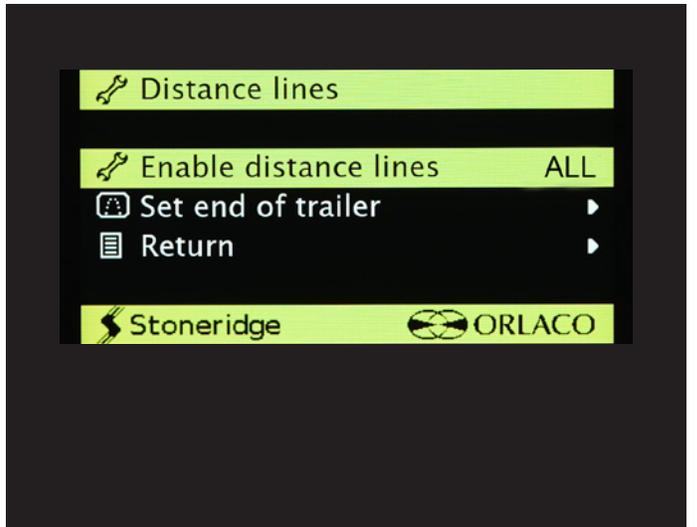 Distance lines
Enable distance lines ALL
Set end of trailer
Return
Stoneridge ORLACO